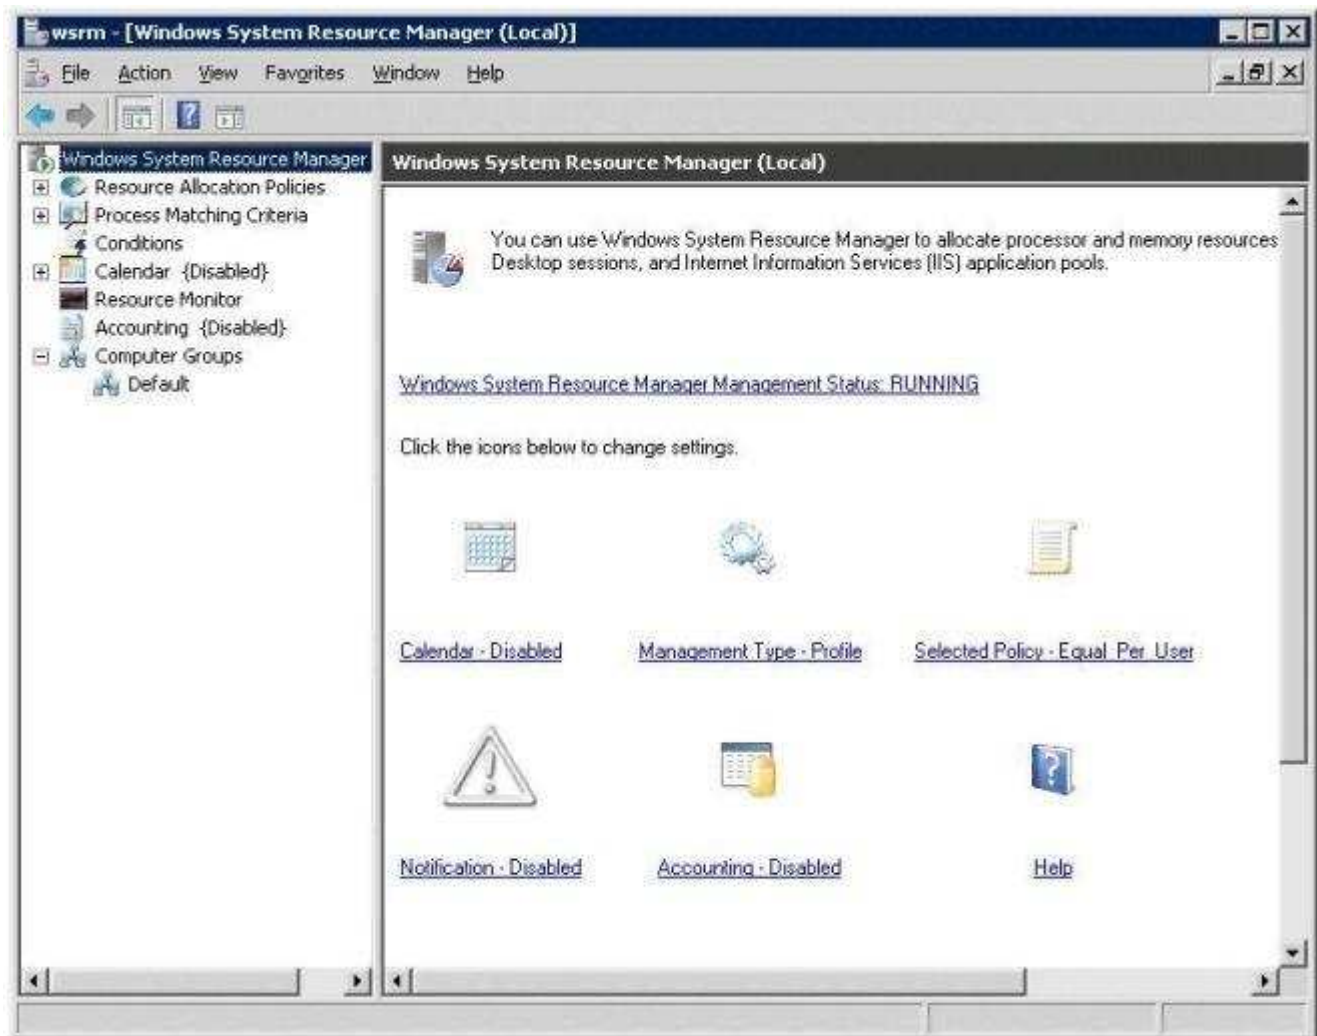 wsrm - [Windows System Resource Manager (Local)]
File Action View Favorites Window Help
Windows System Resource Manager
Resource Allocation Policies
Process Matching Criteria
Conditions
Calendar {Disabled}
Resource Monitor
Accounting {Disabled}
Computer Groups
Default
Windows System Resource Manager (Local)
You can use Windows System Resource Manager to allocate processor and memory resources
Desktop sessions, and Internet Information Services (IIS) application pools.
Windows System Resource Manager Management Status: RUNNING
Click the icons below to change settings.
Calendar - Disabled
Management Type - Profile
Selected Policy - Equal_Per_User
Notification - Disabled
Accounting - Disabled
Help